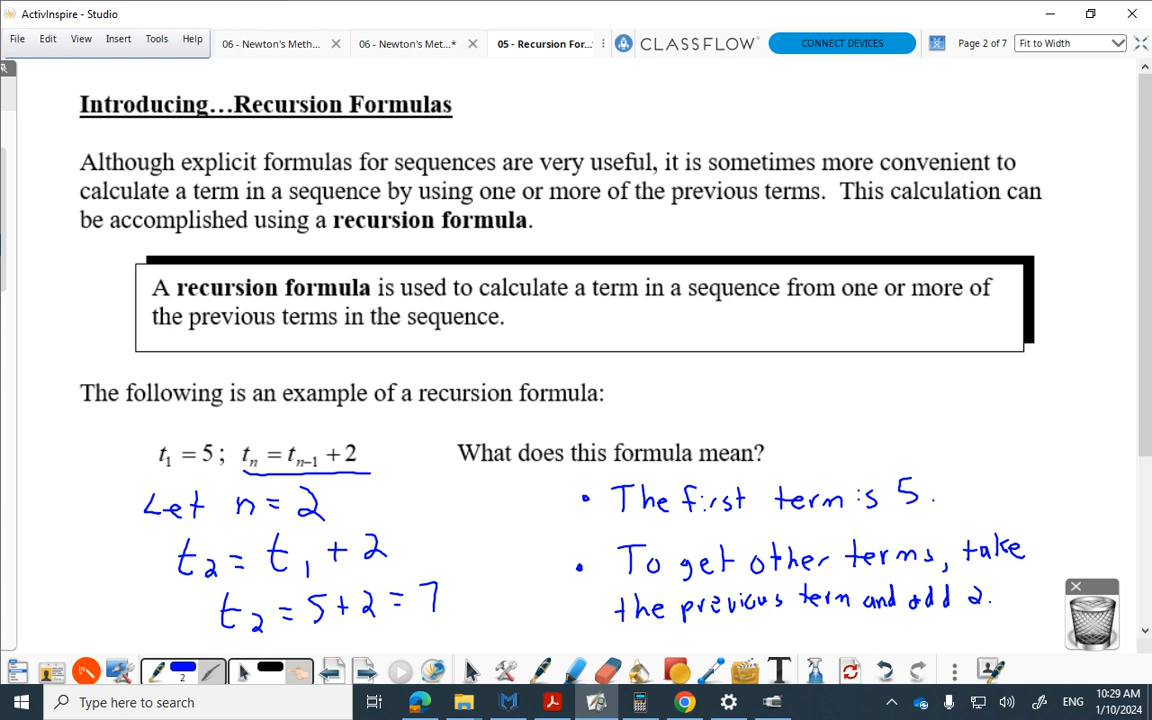 ActivInspire - Studio
File Edit View Insert Tools Help
06 - Newton's Meth...
06 - Newton's Met...*
05 - Recursion For...
CLASSFLOW
CONNECT DEVICES
Page 2 of 7
Fit to Width
Introducing…Recursion Formulas
Although explicit formulas for sequences are very useful, it is sometimes more convenient to
calculate a term in a sequence by using one or more of the previous terms. This calculation can
be accomplished using a recursion formula.
A recursion formula is used to calculate a term in a sequence from one or more of
the previous terms in the sequence.
The following is an example of a recursion formula:
t₁ = 5 ; tₙ = tₙ₋₁ + 2
What does this formula mean?
Let n = 2
t₂ = t₁ + 2
t₂ = 5 + 2 = 7
• The first term is 5.
• To get other terms, take
the previous term and add 2.
2
T
Type here to search
ENG
10:29 AM
1/10/2024